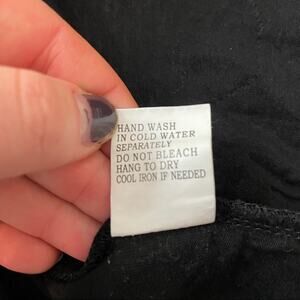 HAND WASH
IN COLD WATER
SEPARATELY
DO NOT BLEACH
HANG TO DRY
COOL IRON IF NEEDED